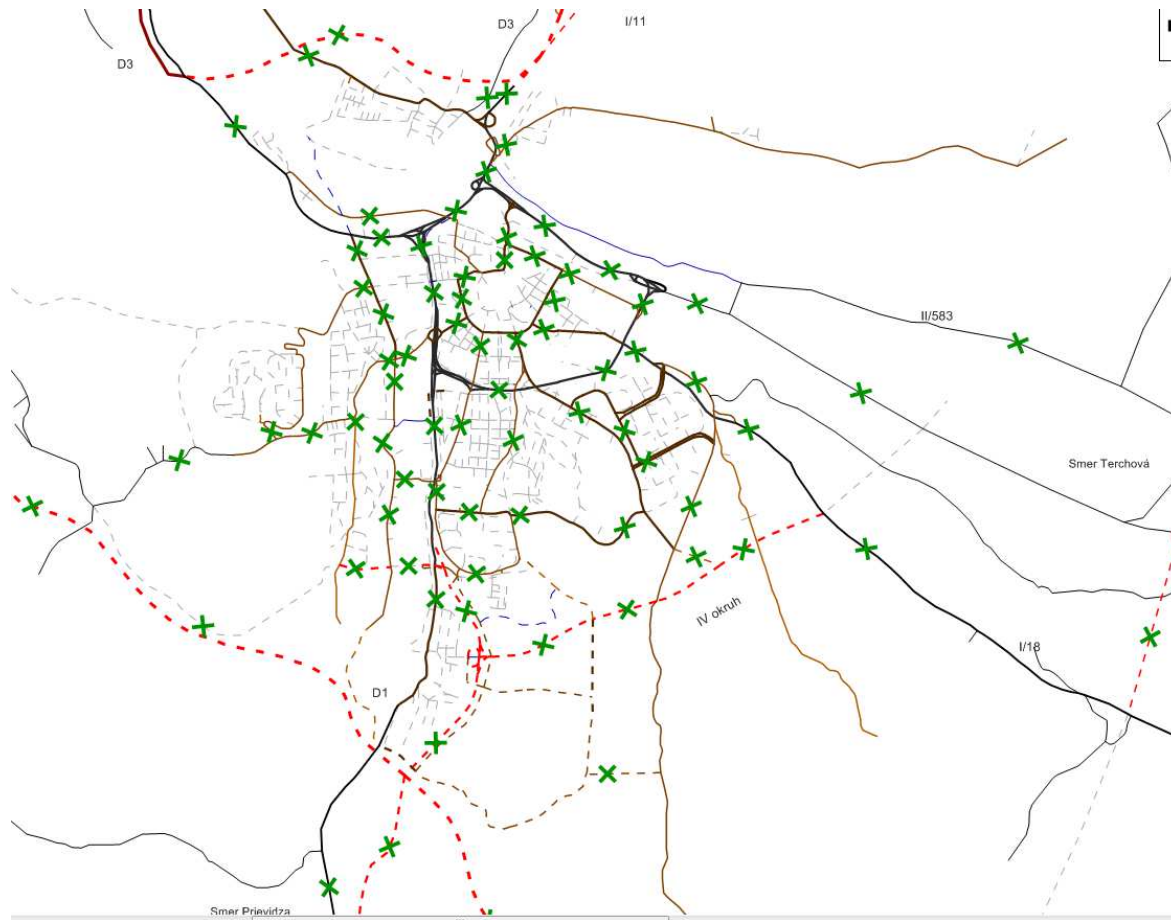 I/11
D3
D3
II/583
Smer Terchová
IV okruh
I/18
D1
Smer Prievidza